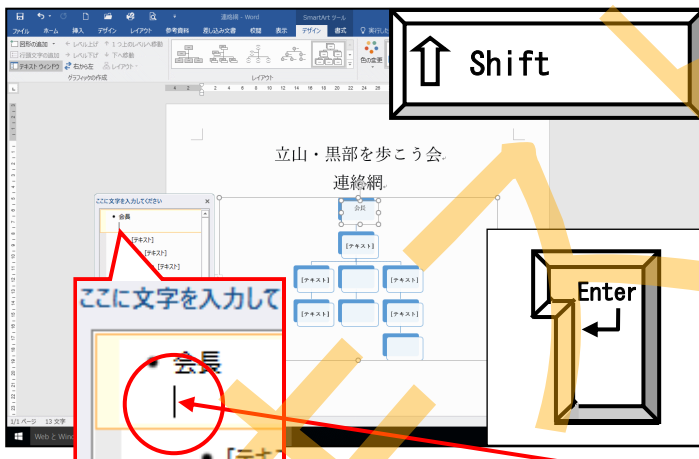 連絡網 - Word
SmartArt ツール
ファイル
ホーム
挿入
デザイン
レイアウト
参考資料
差し込み文書
校閲
表示
デザイン
書式
実行した
図形の追加
レベル上げ
1つ上のレベルへ移動
行頭文字の追加
レベル下げ
下へ移動
テキスト ウィンドウ
右から左
レイアウト
色の変更
グラフィックの作成
レイアウト
Shift
立山・黒部を歩こう会
連絡網
ここに文字を入力してください
会長
[テキスト]
[テキスト]
[テキスト]
会長
[テキスト]
[テキスト]
[テキスト]
[テキスト]
[テキスト]
Enter
ここに文字を入力して
会長
1/1 ページ
13 文字